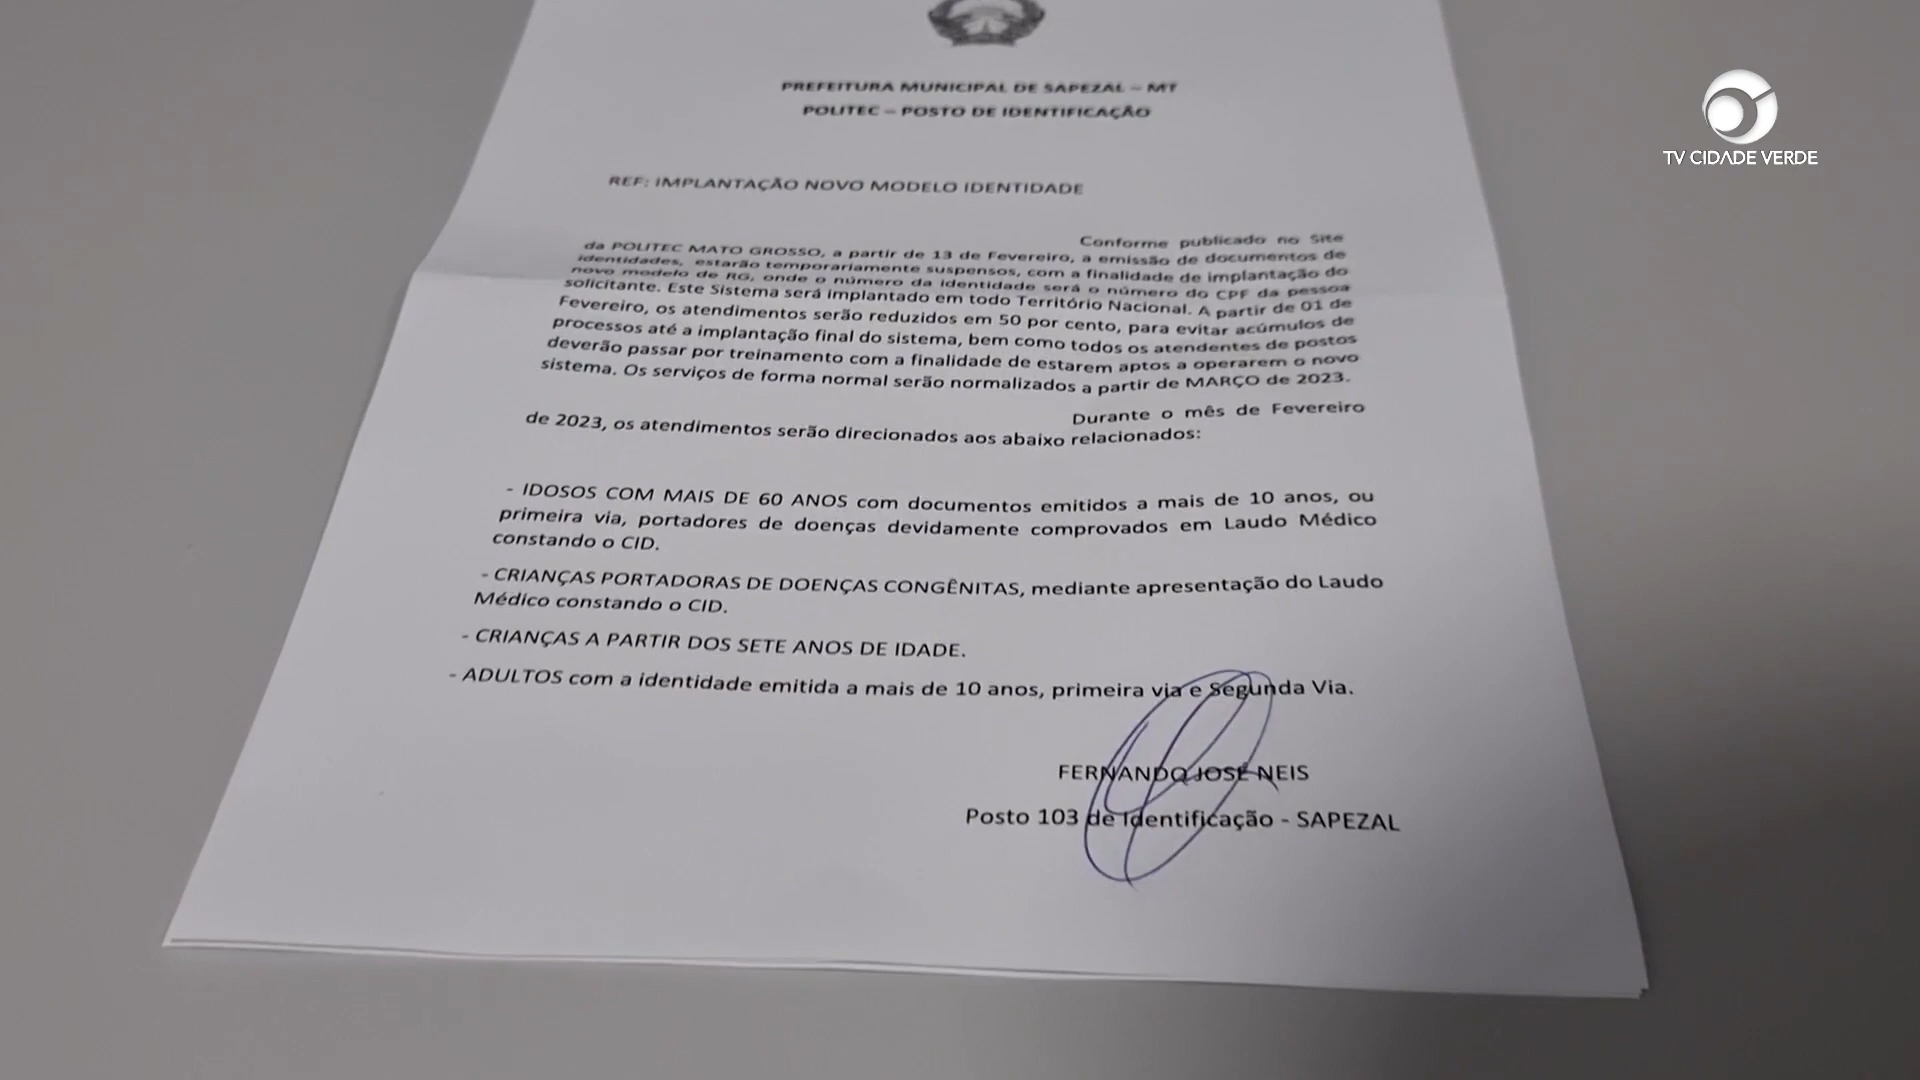 PREFEITURA MUNICIPAL DE SAPEZAL – MT
POLITEC – POSTO DE IDENTIFICAÇÃO
REF: IMPLANTAÇÃO NOVO MODELO IDENTIDADE
Conforme publicado no Site
da POLITEC MATO GROSSO, a partir de 13 de Fevereiro, a emissão de documentos de
identidades, estarão temporariamente suspensos, com a finalidade de implantação do
novo modelo de RG, onde o número da identidade será o número do CPF da pessoa
solicitante. Este Sistema será implantado em todo Território Nacional. A partir de 01 de
Fevereiro, os atendimentos serão reduzidos em 50 por cento, para evitar acúmulos de
processos até a implantação final do sistema, bem como todos os atendentes de postos
deverão passar por treinamento com a finalidade de estarem aptos a operarem o novo
sistema. Os serviços de forma normal serão normalizados a partir de MARÇO de 2023.
Durante o mês de Fevereiro
de 2023, os atendimentos serão direcionados aos abaixo relacionados:
- IDOSOS COM MAIS DE 60 ANOS com documentos emitidos a mais de 10 anos, ou
primeira via, portadores de doenças devidamente comprovados em Laudo Médico
constando o CID.
- CRIANÇAS PORTADORAS DE DOENÇAS CONGÊNITAS, mediante apresentação do Laudo
Médico constando o CID.
- CRIANÇAS A PARTIR DOS SETE ANOS DE IDADE.
- ADULTOS com a identidade emitida a mais de 10 anos, primeira via e Segunda Via.
FERNANDO JOSÉ NEIS
Posto 103 de Identificação - SAPEZAL
TV CIDADE VERDE